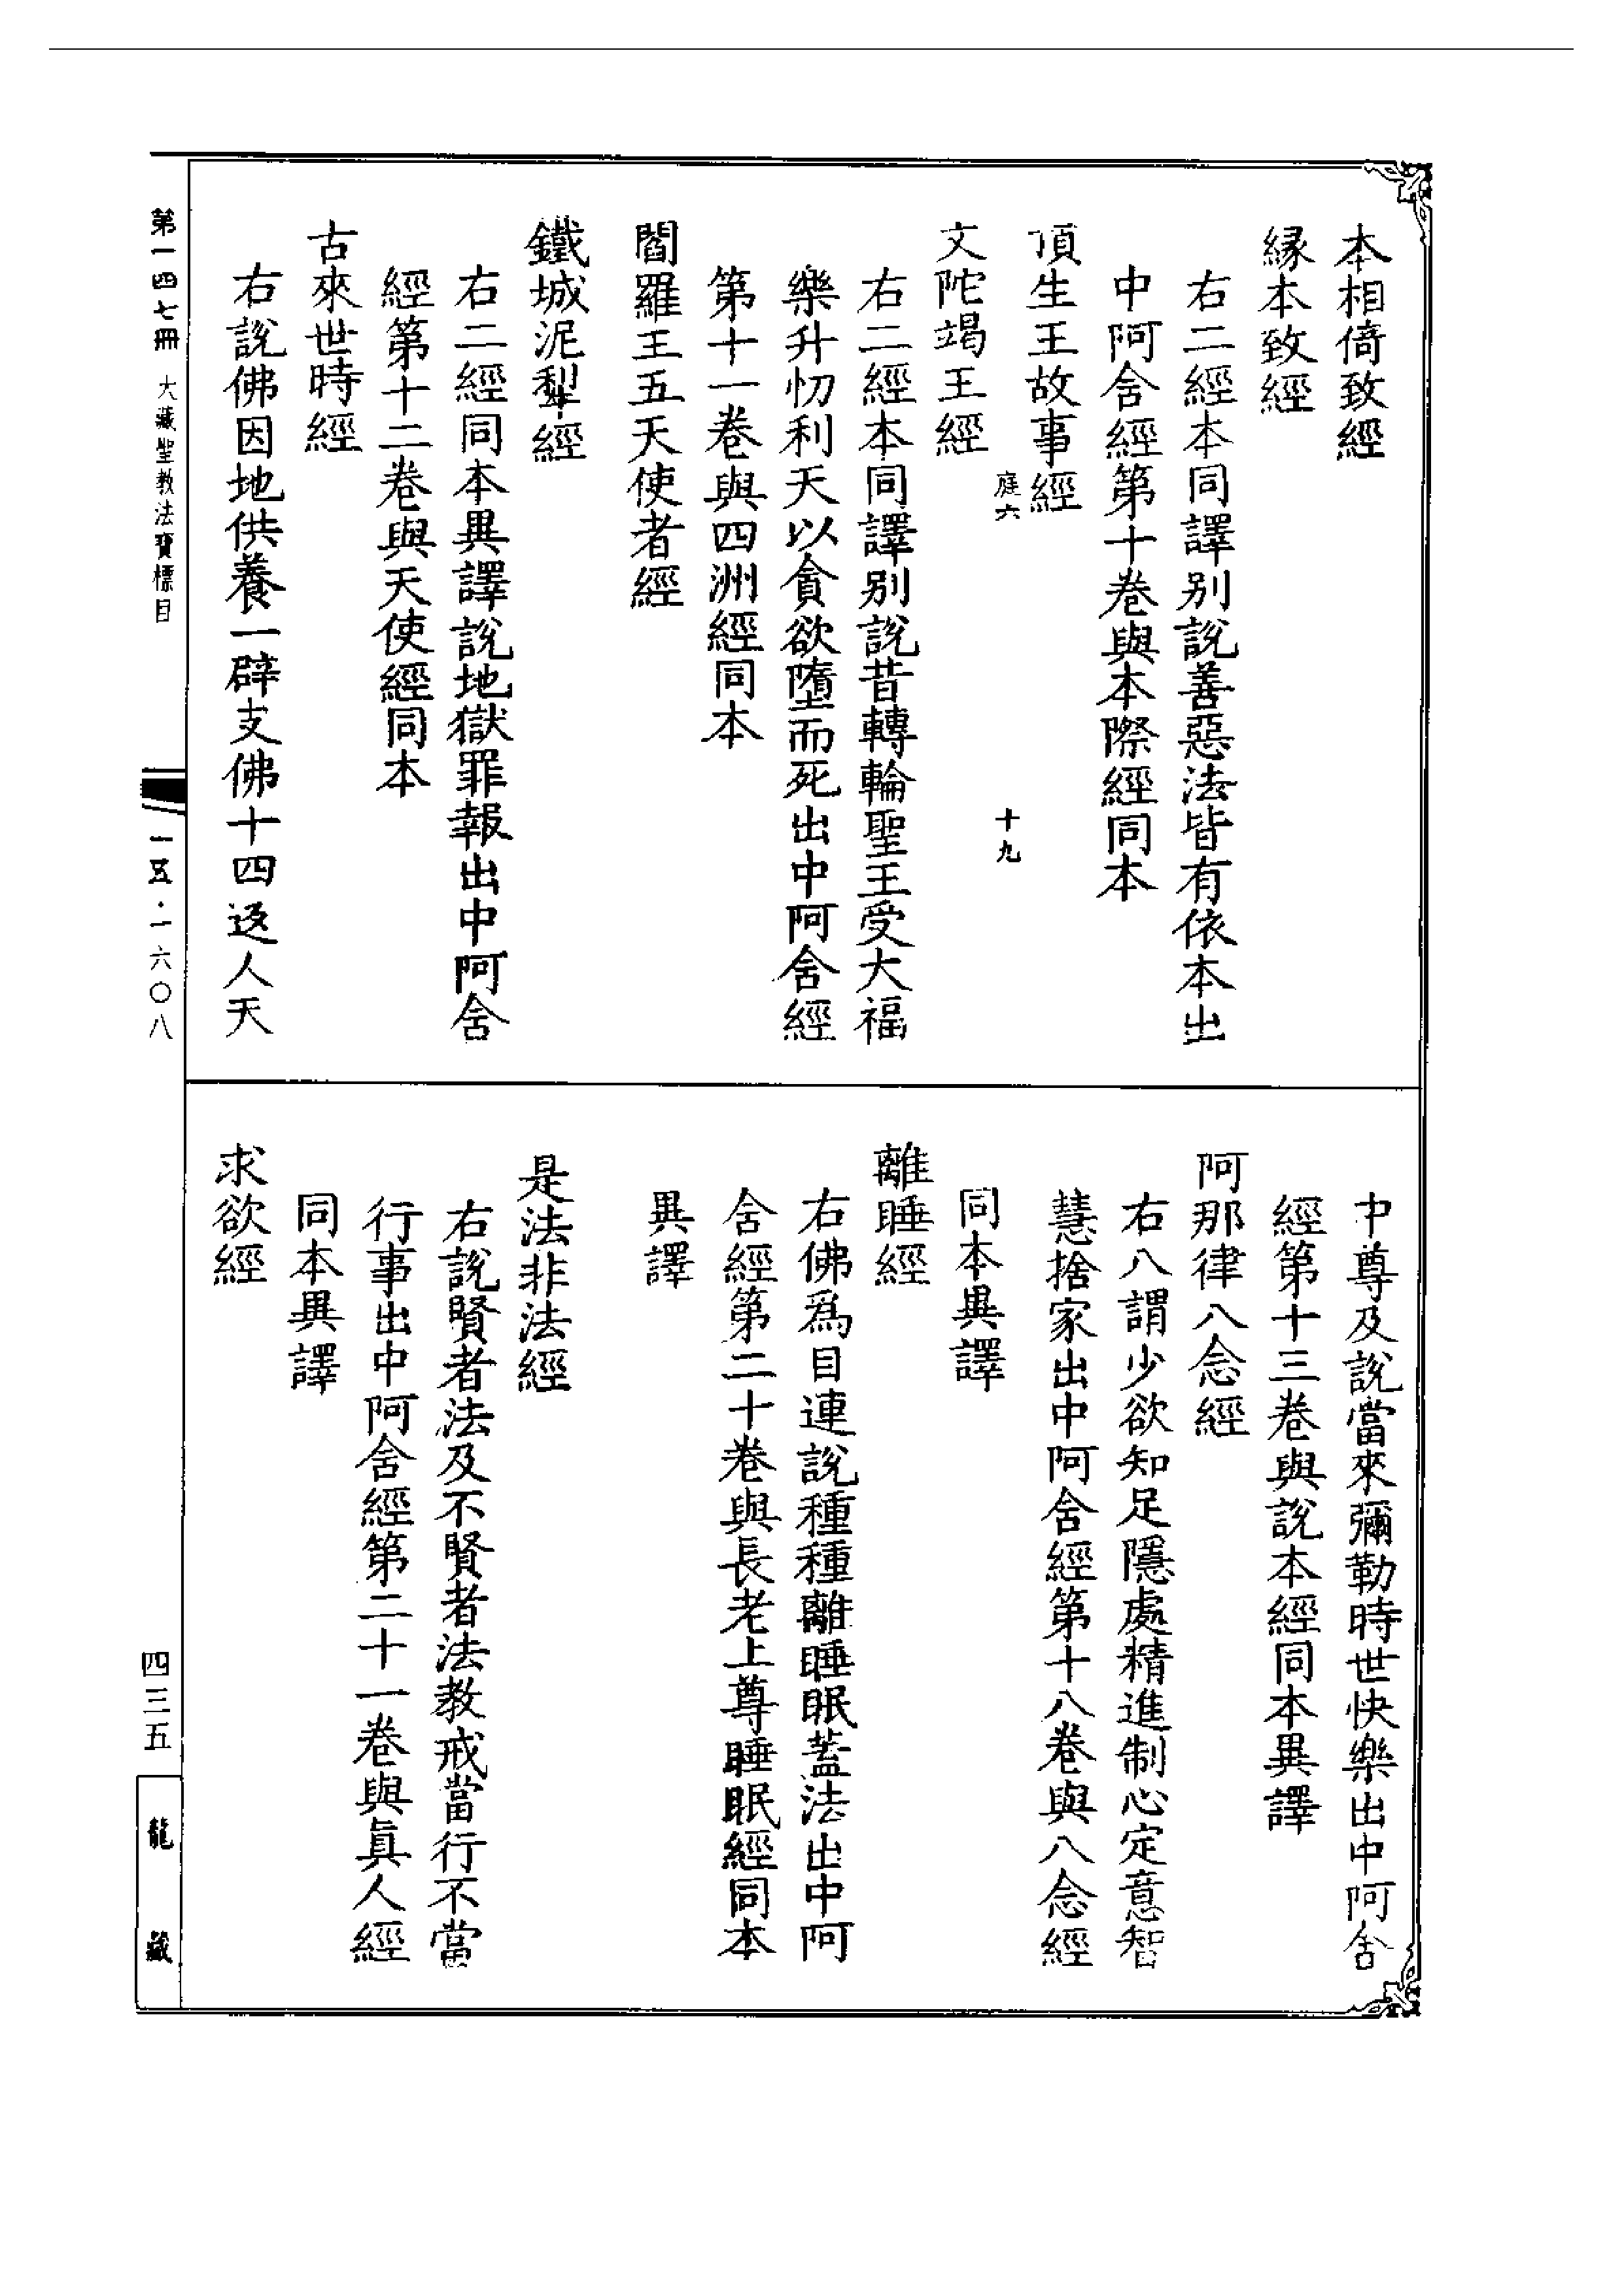 本相倚致經
緣本致經
右二經本同譯别說善惡法皆有依本出
中阿含經第十卷與本際經同本
頂生王故事經
庭六 十九
文陀竭王經
右二經本同譯别說昔轉輪聖王受大福
樂升忉利天以貪欲墮而死出中阿含經
第十一卷與四洲經同本
閻羅王五天使者經
鐵城泥犁經
右二經同本異譯說地獄罪報出中阿含
經第十二卷與天使經同本
古來世時經
右說佛因地供養一辟支佛十四返人天
中尊及說當來彌勒時世快樂出中阿含
經第十三卷與說本經同本異譯
阿那律八念經
右八謂少欲知足隱處精進制心定意智
慧捨家出中阿含經第十八卷與八念經
同本異譯
離睡經
右佛爲目連說種種離睡眠蓋法出中阿
含經第二十卷與長老上尊睡眠經同本
異譯
是法非法經
右說賢者法及不賢者法教戒當行不當
行事出中阿含經第二十一卷與眞人經
同本異譯
求欲經
第一四七冊 大藏聖教法寶標目
一五·一六〇八
四三五
龍藏